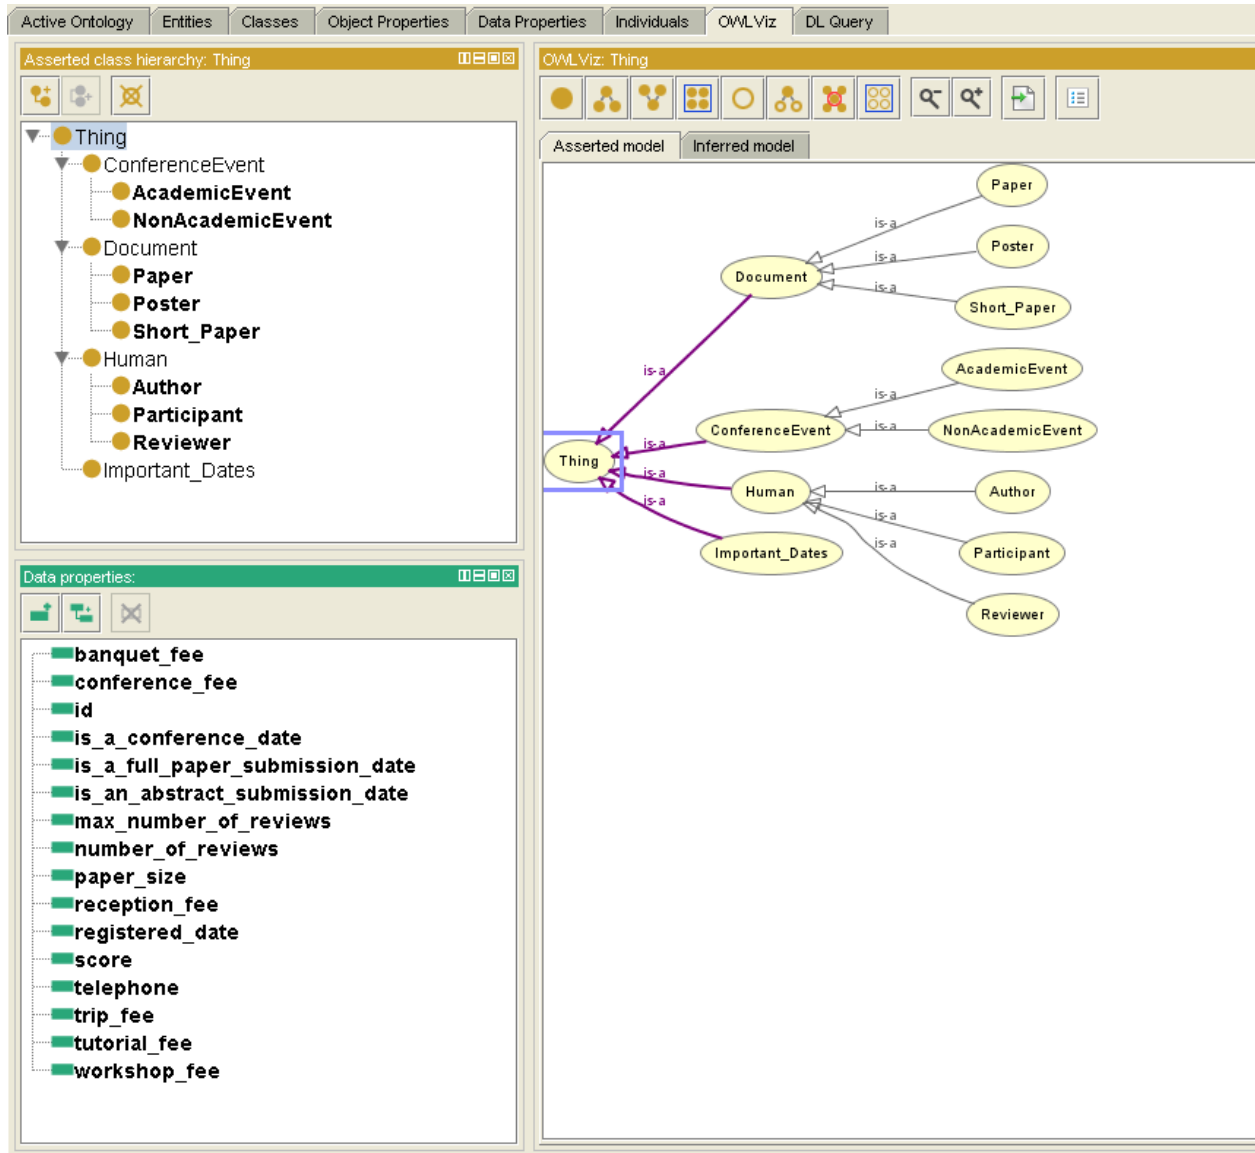 Active Ontology Entities Classes Object Properties Data Properties Individuals OWLViz DL Query
Asserted class hierarchy: Thing
Thing
ConferenceEvent
AcademicEvent
NonAcademicEvent
Document
Paper
Poster
Short_Paper
Human
Author
Participant
Reviewer
Important_Dates
Data properties:
banquet_fee
conference_fee
id
is_a_conference_date
is_a_full_paper_submission_date
is_an_abstract_submission_date
max_number_of_reviews
number_of_reviews
paper_size
reception_fee
registered_date
score
telephone
trip_fee
tutorial_fee
workshop_fee
OWLViz: Thing
Asserted model Inferred model
Paper
is-a
Poster
is-a
Document
is-a
Short_Paper
is-a
AcademicEvent
is-a
ConferenceEvent
is-a
NonAcademicEvent
is-a
Thing
is-a
Human
is-a
Author
is-a
is-a
Important_Dates
is-a
Participant
Reviewer